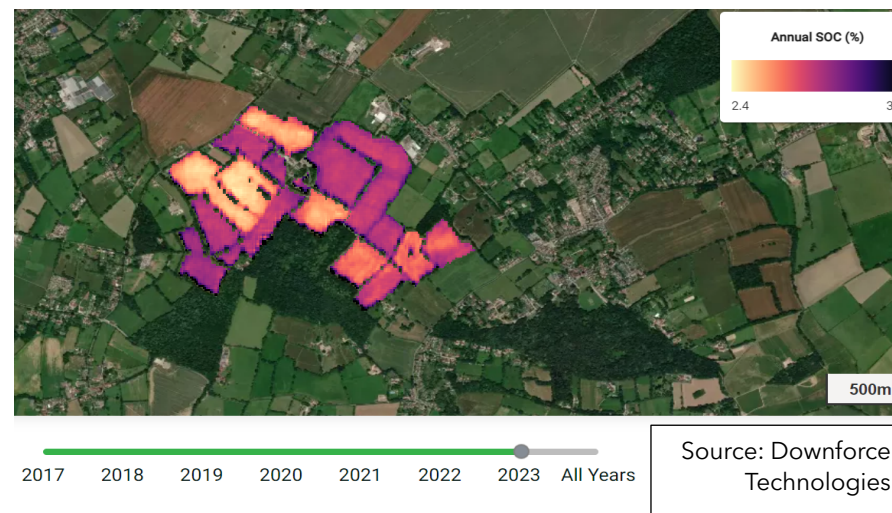 Annual SOC (%)
2.4
3
500m
2017 2018 2019 2020 2021 2022 2023 All Years
Source: Downforce
Technologies